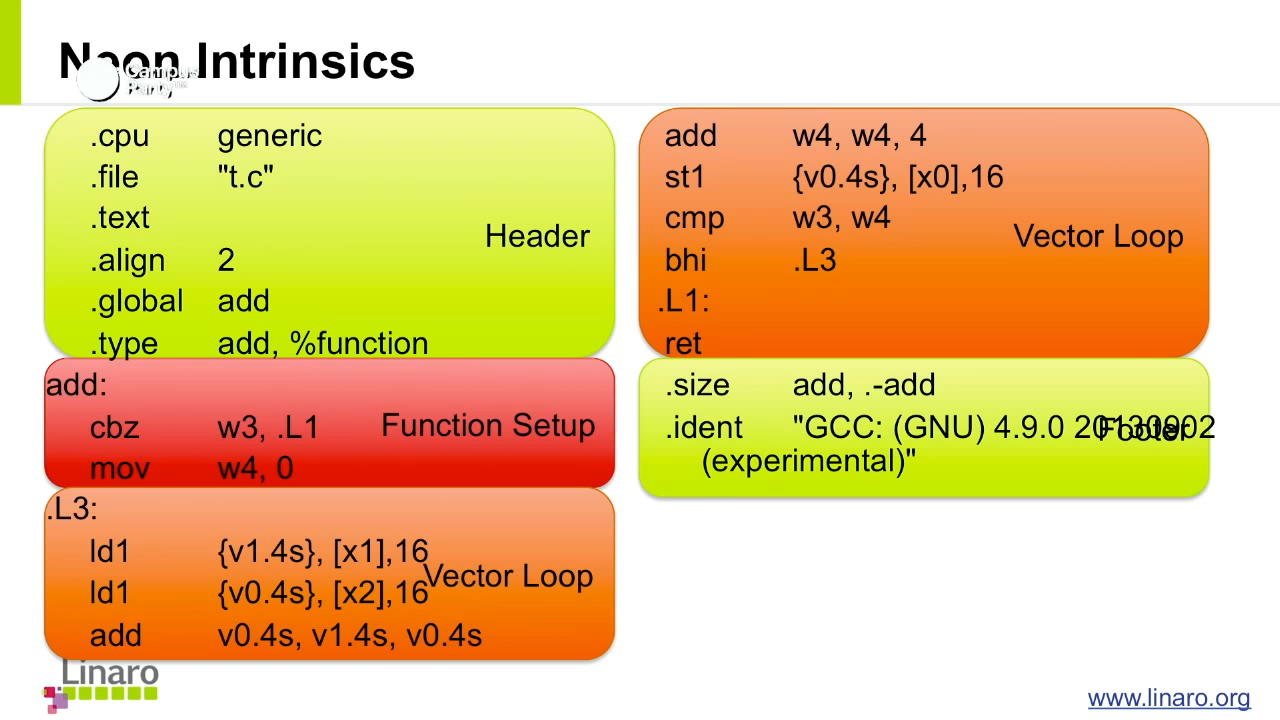 Neon Intrinsics
Campus
Party™
.cpu generic
.file "t.c"
.text
.align 2
.global add
.type add, %function
Header
add:
cbz w3, .L1
mov w4, 0
Function Setup
.L3:
ld1 {v1.4s}, [x1],16
ld1 {v0.4s}, [x2],16
add v0.4s, v1.4s, v0.4s
Vector Loop
add w4, w4, 4
st1 {v0.4s}, [x0],16
cmp w3, w4
bhi .L3
.L1:
ret
Vector Loop
.size add, .-add
.ident "GCC: (GNU) 4.9.0 20130902
(experimental)"
Footer
Linaro
www.linaro.org